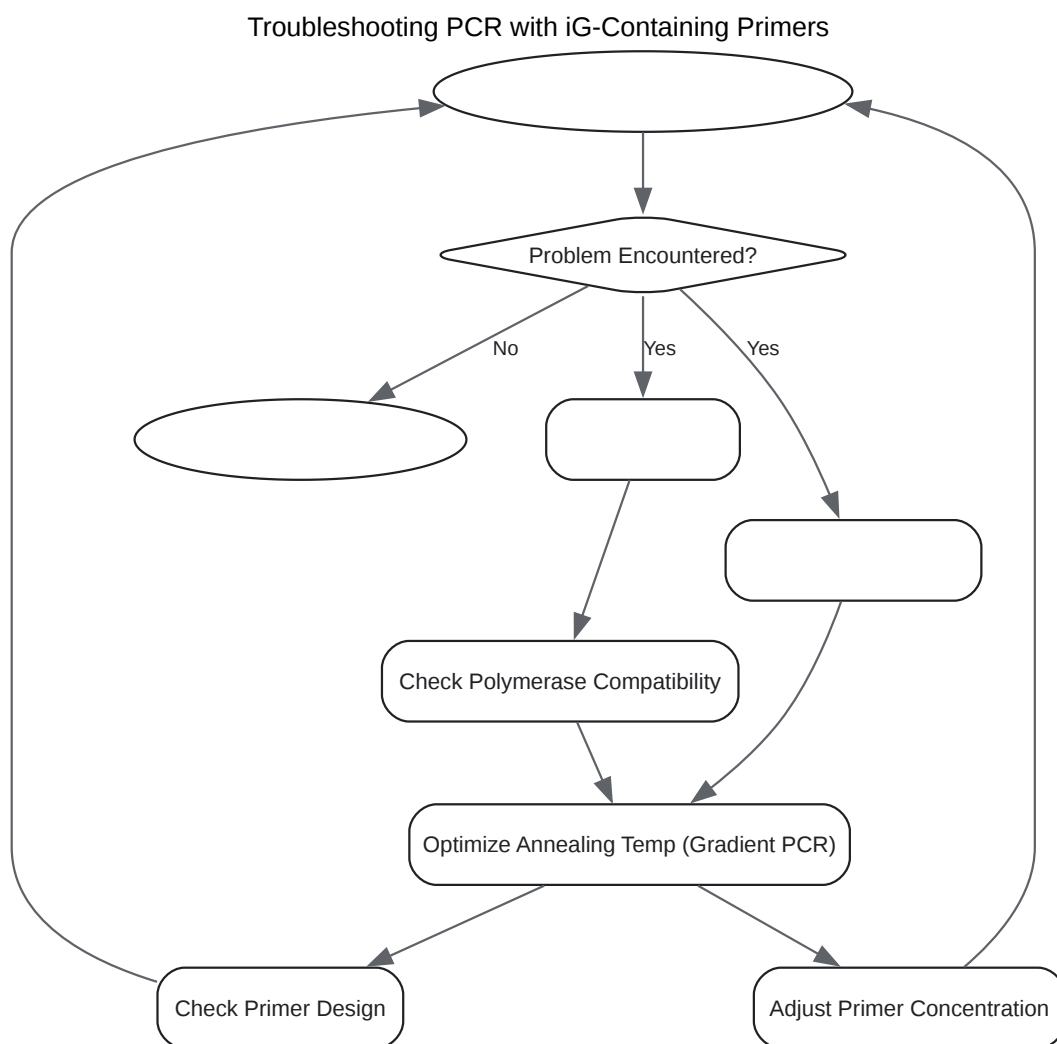 Troubleshooting PCR with iG-Containing Primers
Problem Encountered?
No
Yes
Yes
Check Polymerase Compatibility
Optimize Annealing Temp (Gradient PCR)
Check Primer Design
Adjust Primer Concentration